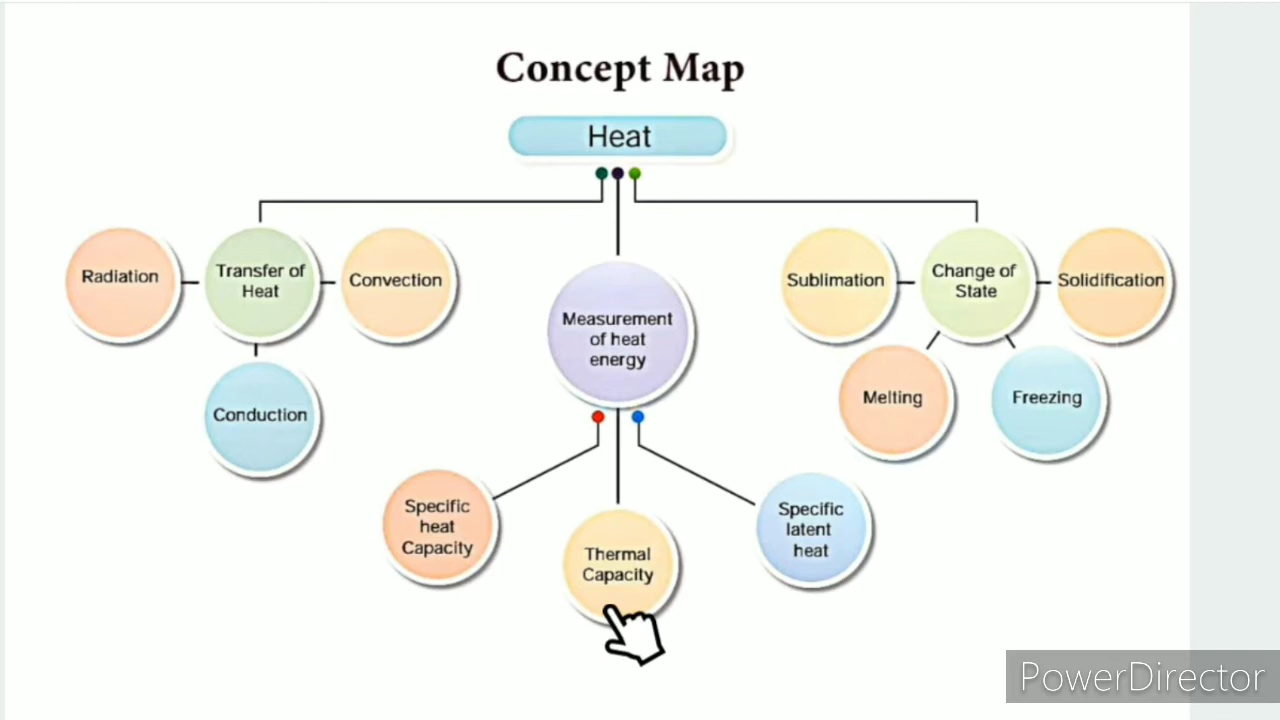 Concept Map
Heat
Radiation
Transfer of
Heat
Convection
Conduction
Measurement
of heat
energy
Sublimation
Change of
State
Solidification
Melting
Freezing
Specific
heat
Capacity
Thermal
Capacity
Specific
latent
heat
PowerDirector